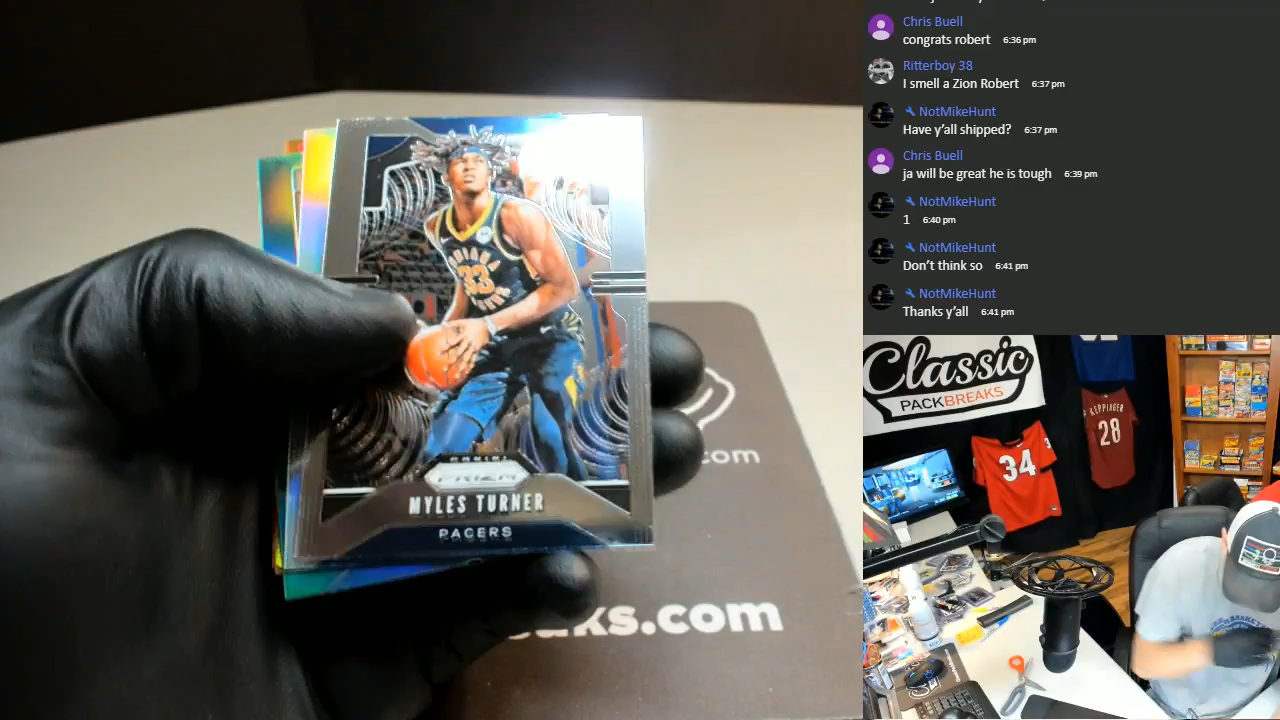 Chris Buell
congrats robert 6:36 pm
Ritterboy 38
I smell a Zion Robert 1 6:37 pm
NotMikeHunt
Have y'all shipped? 6:37 pm
Chris Buell
ja will be great he is tough 6:39 pm
NotMikeHunt
1 6:40 pm
NotMikeHunt
Don't think so 6:41 pm
NotMikeHunt
Thanks y'all 6:41 pm
33
PRIZM
MYLES TURNER
PACERS
.com
eaks.com
Classic
PACKBREAKS
34
KEPPINGER
28